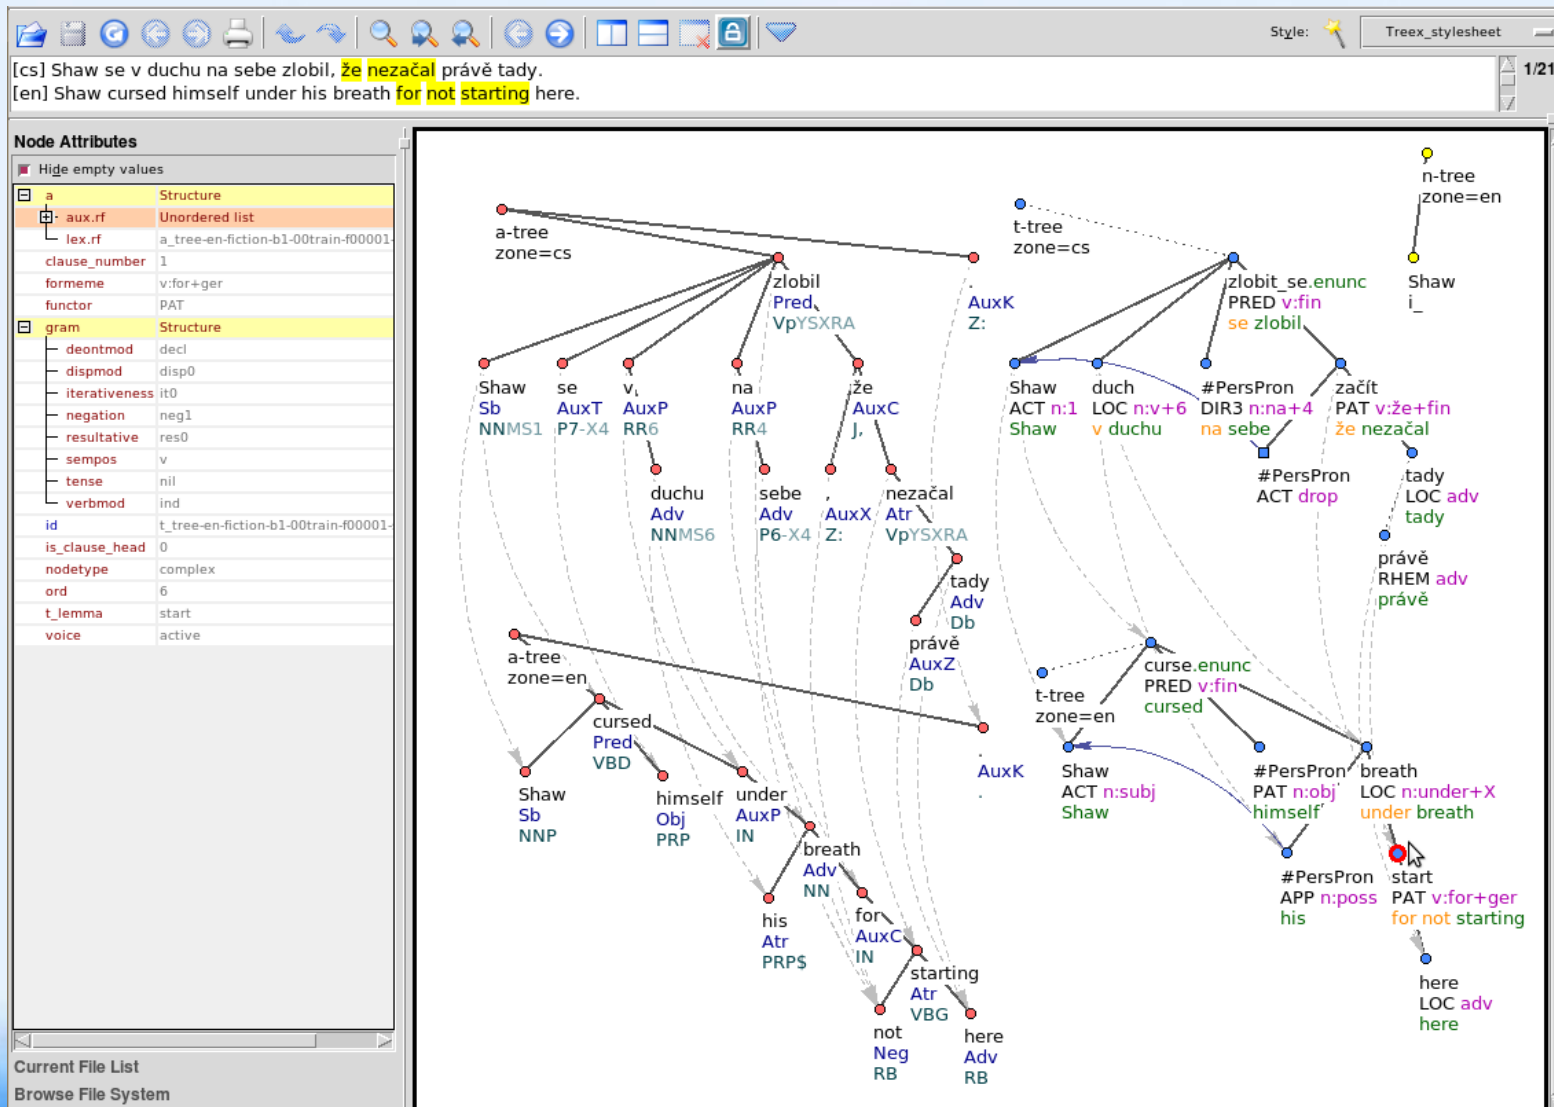 Style:
Treex_stylesheet
[cs] Shaw se v duchu na sebe zlobil, že nezačal právě tady.
[en] Shaw cursed himself under his breath for not starting here.
1/21
Node Attributes
Hide empty values
a Structure
aux.rf Unordered list
lex.rf a_tree-en-fiction-b1-00train-f00001-
clause_number 1
formeme v:for+ger
functor PAT
gram Structure
deontmod decl
dispmod disp0
iterativeness it0
negation neg1
resultative res0
sempos v
tense nil
verbmod ind
id t_tree-en-fiction-b1-00train-f00001-
is_clause_head 0
nodetype complex
ord 6
t_lemma start
voice active
Current File List
Browse File System
a-tree
zone=cs
zlobil
Pred
VpYSXRA
.
AuxK
Z:
Shaw
Sb
NNMS1
se
AuxT
P7-X4
v
AuxP
RR6
na
AuxP
RR4
že
AuxC
J,
duchu
Adv
NNMS6
sebe
Adv
P6-X4
,
AuxX
Z:
nezačal
Atr
VpYSXRA
tady
Adv
Db
právě
AuxZ
Db
t-tree
zone=cs
zlobit_se.enunc
PRED v:fin
se zlobil
Shaw
ACT n:1
Shaw
duch
LOC n:v+6
v duchu
#PersPron
DIR3 n:na+4
na sebe
začít
PAT v:že+fin
že nezačal
#PersPron
ACT drop
tady
LOC adv
tady
právě
RHEM adv
právě
n-tree
zone=en
Shaw
i_
a-tree
zone=en
cursed
Pred
VBD
.
AuxK
.
Shaw
Sb
NNP
himself
Obj
PRP
under
AuxP
IN
breath
Adv
NN
his
Atr
PRP$
for
AuxC
IN
starting
Atr
VBG
not
Neg
RB
here
Adv
RB
t-tree
zone=en
curse.enunc
PRED v:fin
cursed
Shaw
ACT n:subj
Shaw
#PersPron
PAT n:obj
himself
breath
LOC n:under+X
under breath
#PersPron
APP n:poss
his
start
PAT v:for+ger
for not starting
here
LOC adv
here